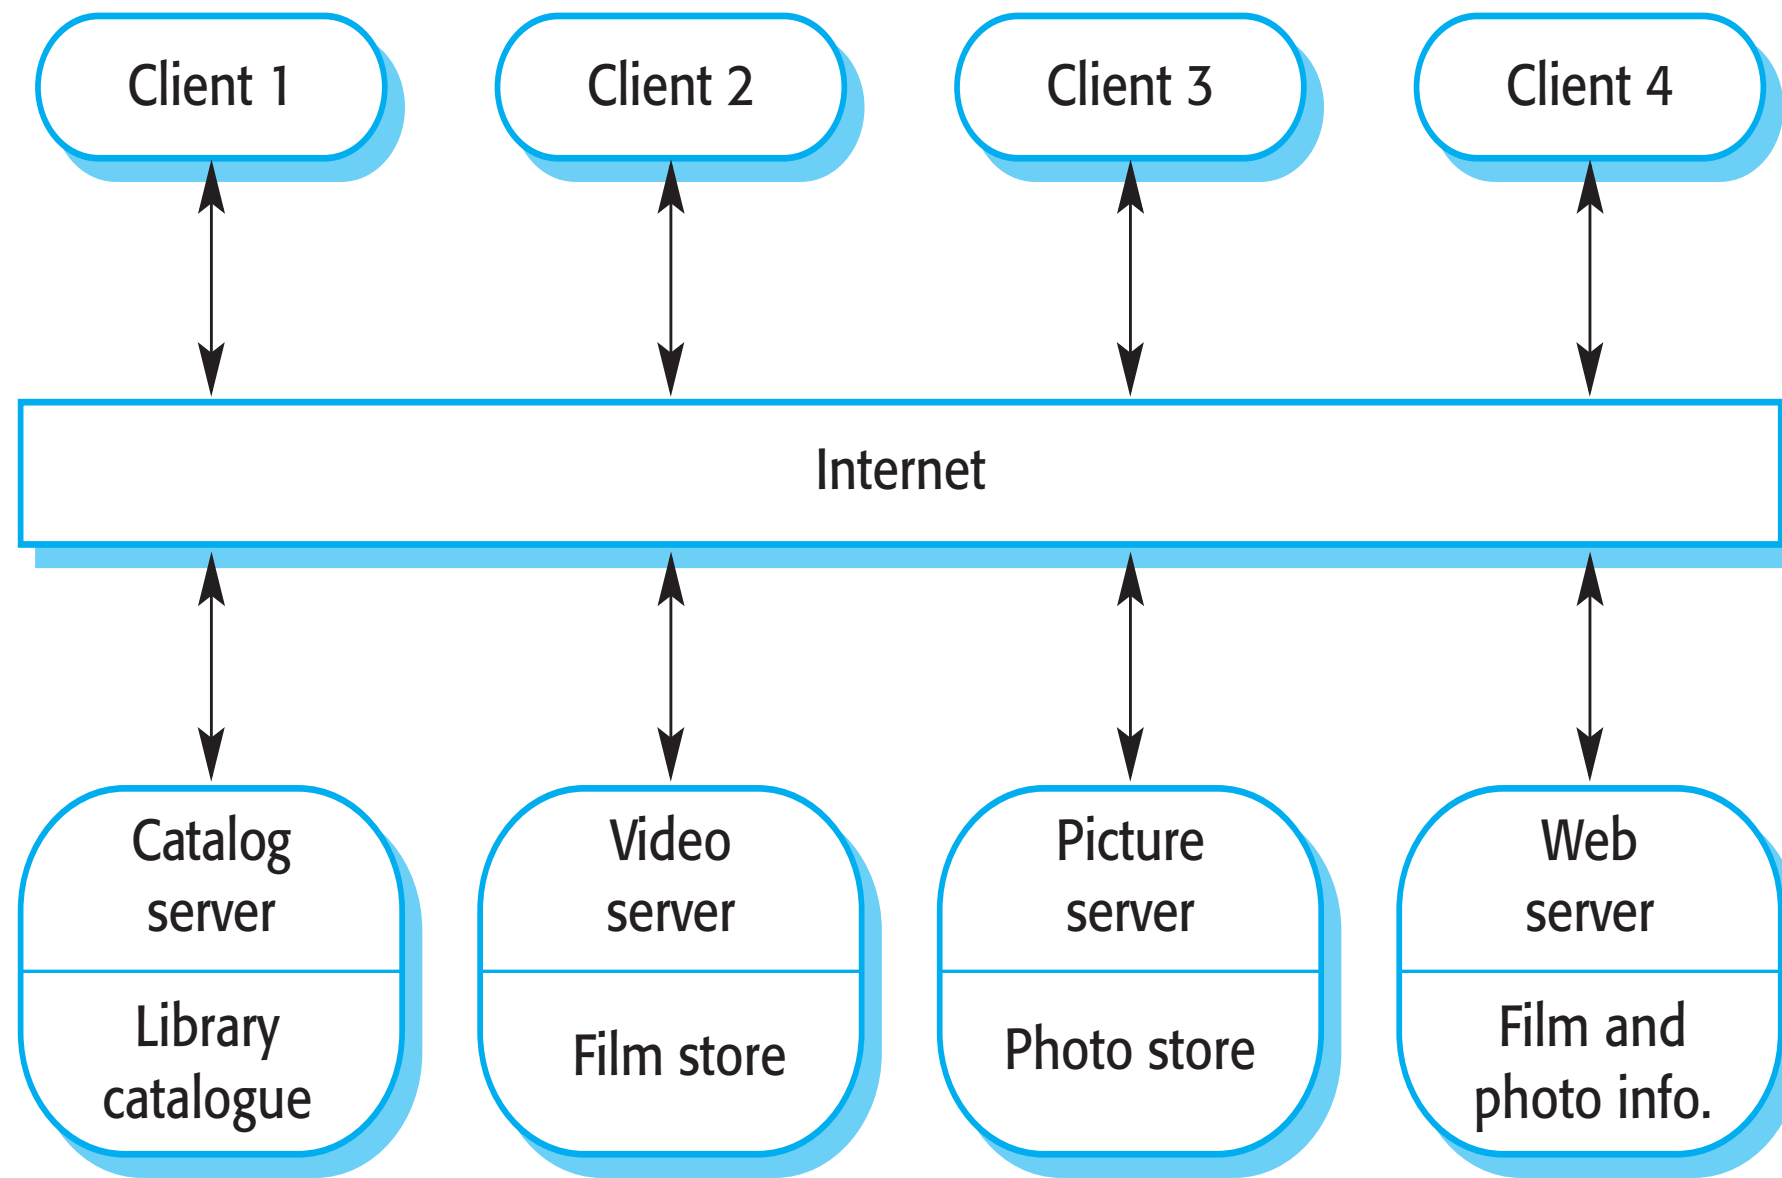 Client 1
Client 2
Client 3
Client 4
Internet
Catalog
server
Library
catalogue
Video
server
Film store
Picture
server
Photo store
Web
server
Film and
photo info.